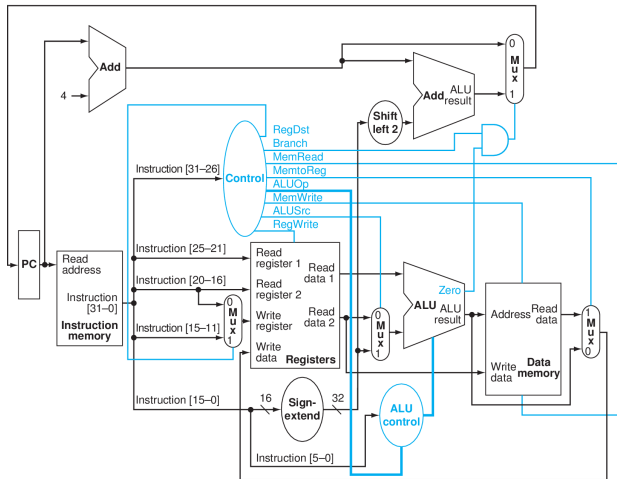 0
M
u
x
1
Add
4
Add
ALU
result
Shift
left 2
RegDst
Branch
MemRead
MemtoReg
ALUOp
MemWrite
ALUSrc
RegWrite
Control
Instruction [31–26]
PC
Read
address
Instruction
[31–0]
Instruction
memory
Instruction [25–21]
Instruction [20–16]
Instruction [15–11]
0
M
u
x
1
Read
register 1
Read
register 2
Write
register
Write
data
Read
data 1
Read
data 2
Registers
0
M
u
x
1
Zero
ALU
ALU
result
Address
Read
data
Write
data
Data
memory
1
M
u
x
0
Instruction [15–0]
16
Sign-
extend
32
ALU
control
Instruction [5–0]